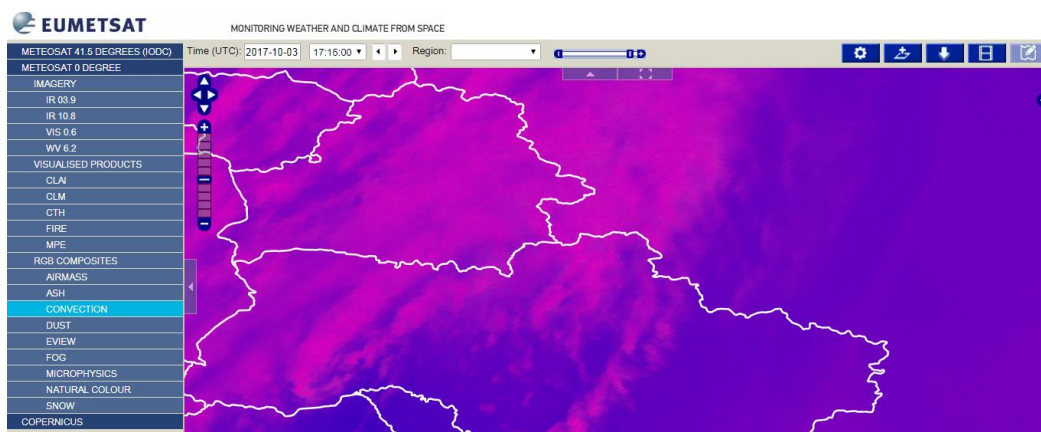 EUMETSAT
MONITORING WEATHER AND CLIMATE FROM SPACE
METEOSAT 41.5 DEGREES (IODC)
Time (UTC): 2017-10-03 17:16:00 Region:
METEOSAT 0 DEGREE
IMAGERY
IR 03.9
IR 10.8
VIS 0.6
WV 6.2
VISUALISED PRODUCTS
CLAI
CLM
CTH
FIRE
MPE
RGB COMPOSITES
AIRMASS
ASH
CONVECTION
DUST
EVIEW
FOG
MICROPHYSICS
NATURAL COLOUR
SNOW
COPERNICUS